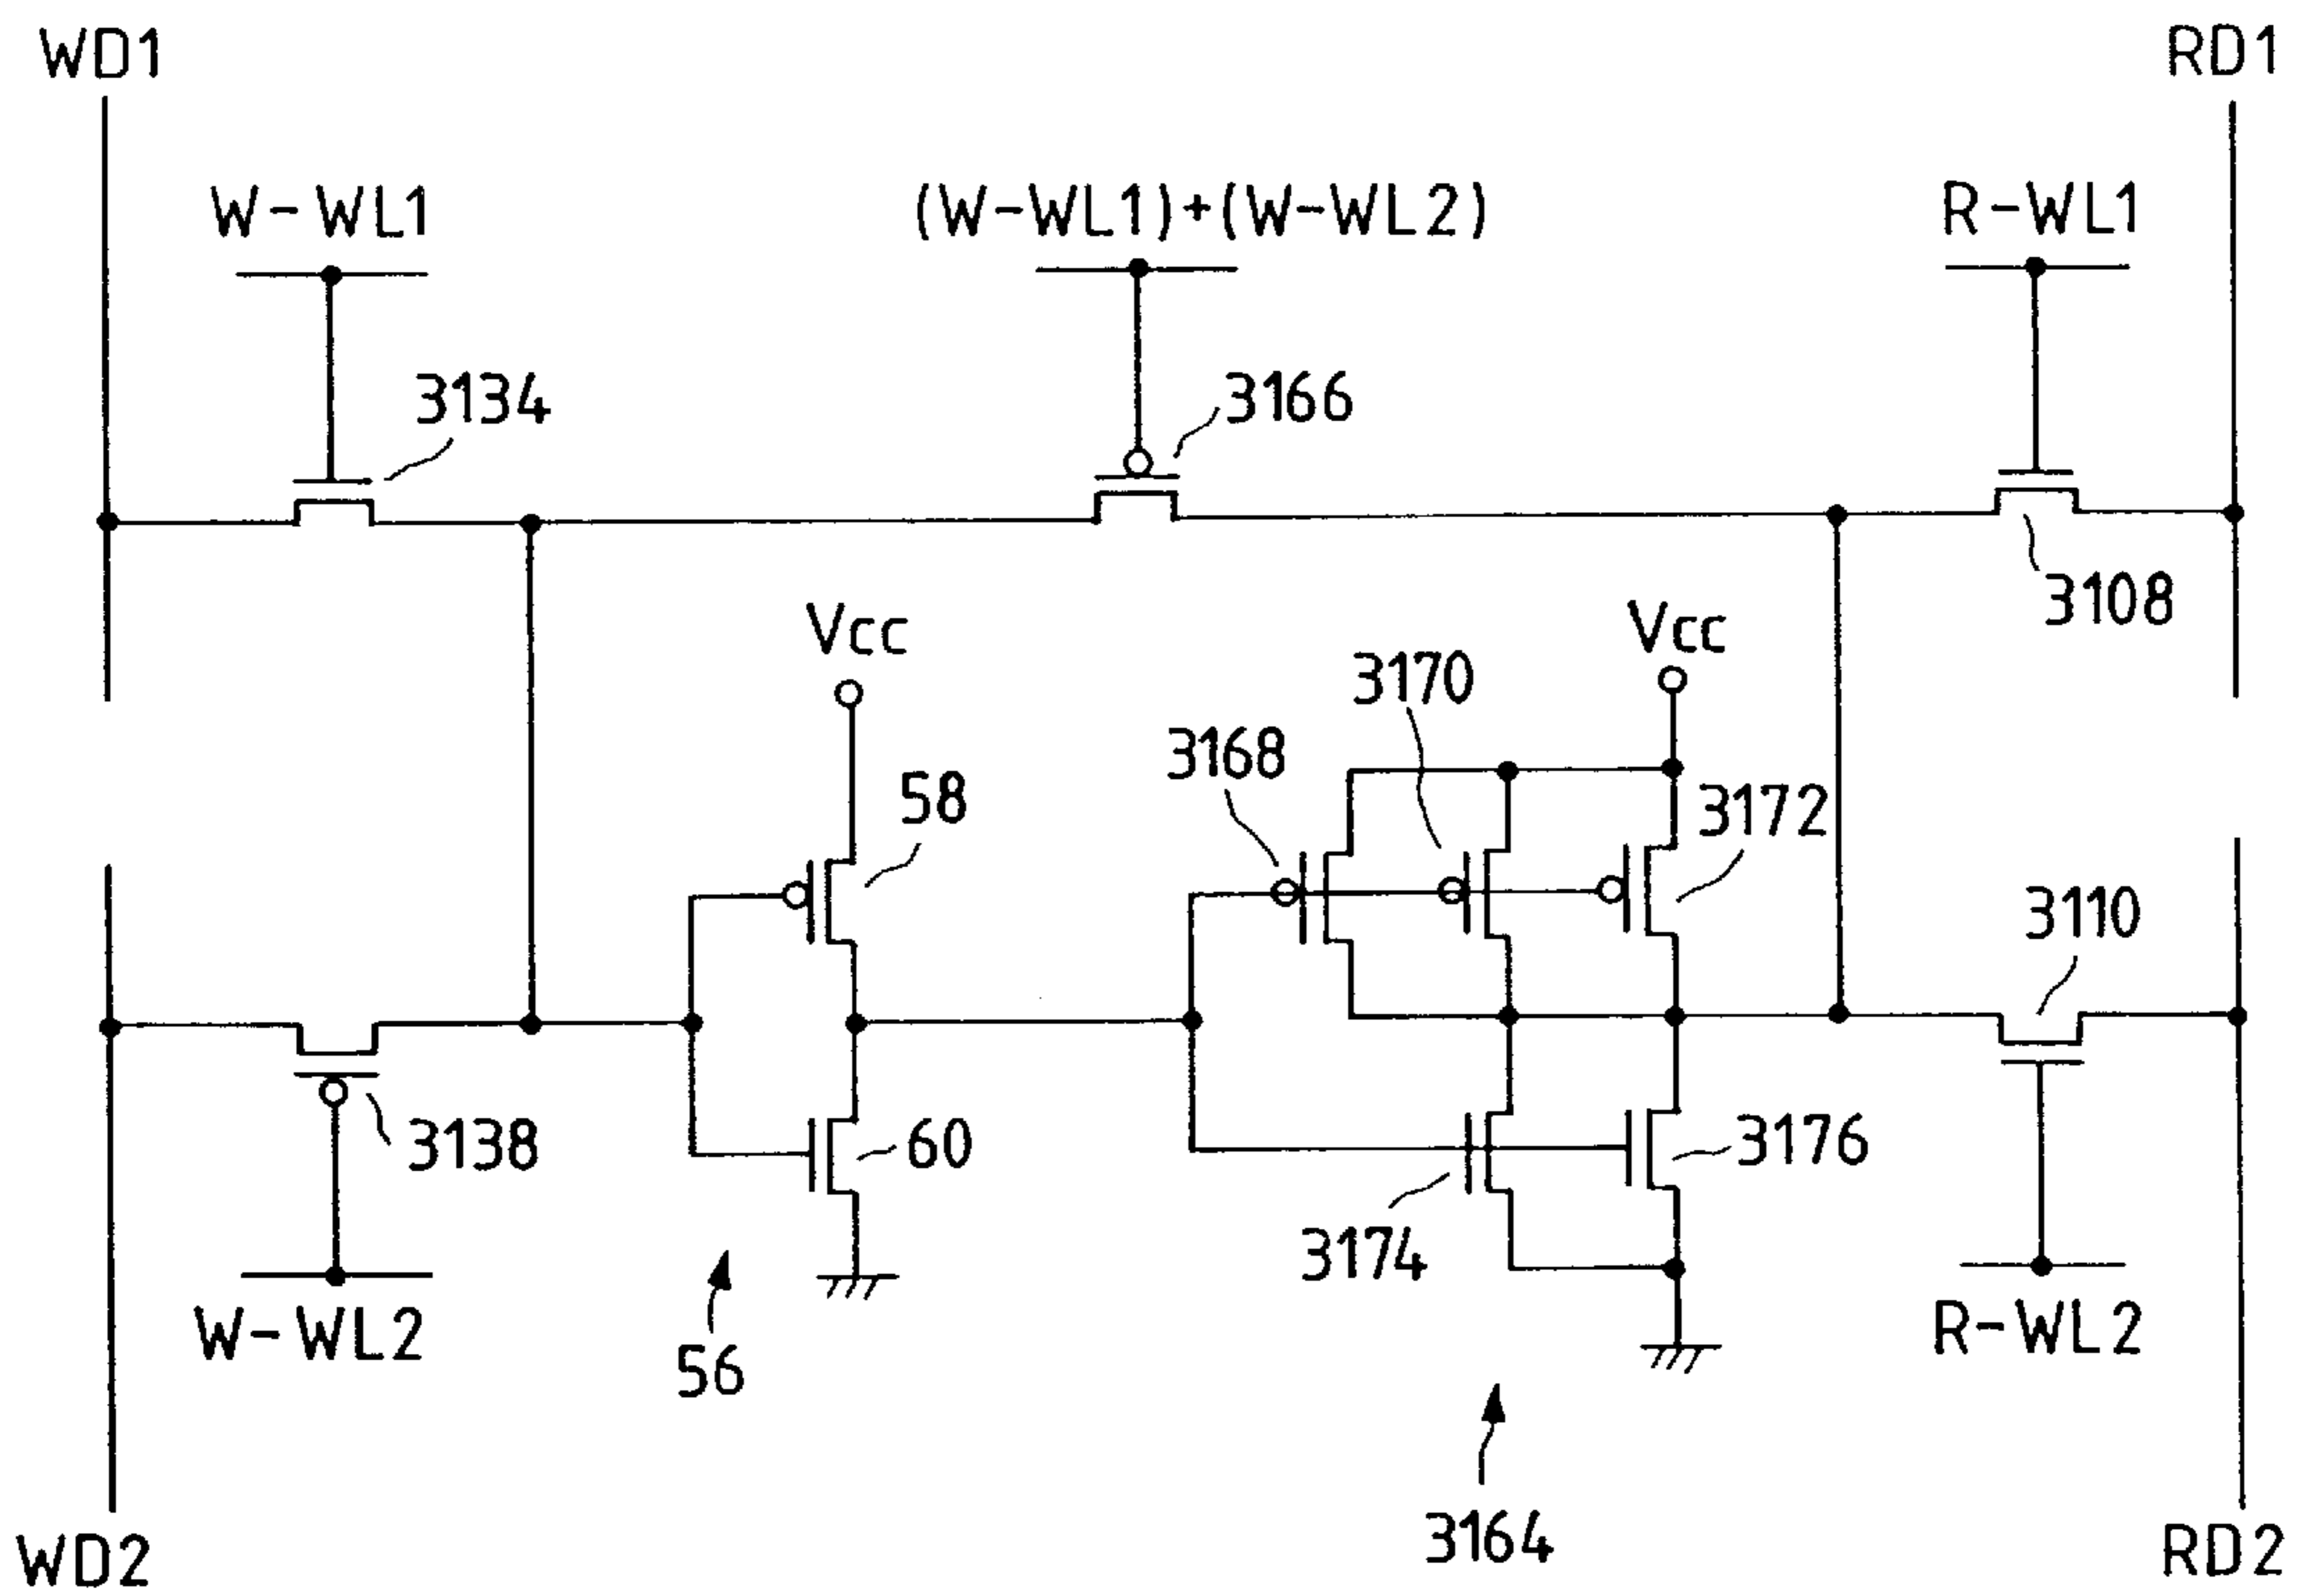 WD1
RD1
W-WL1
(W-WL1)+(W-WL2)
R-WL1
3134
3166
3108
Vcc
Vcc
3170
3168
58
3172
3110
3138
60
3176
3174
W-WL2
R-WL2
56
3164
WD2
RD2